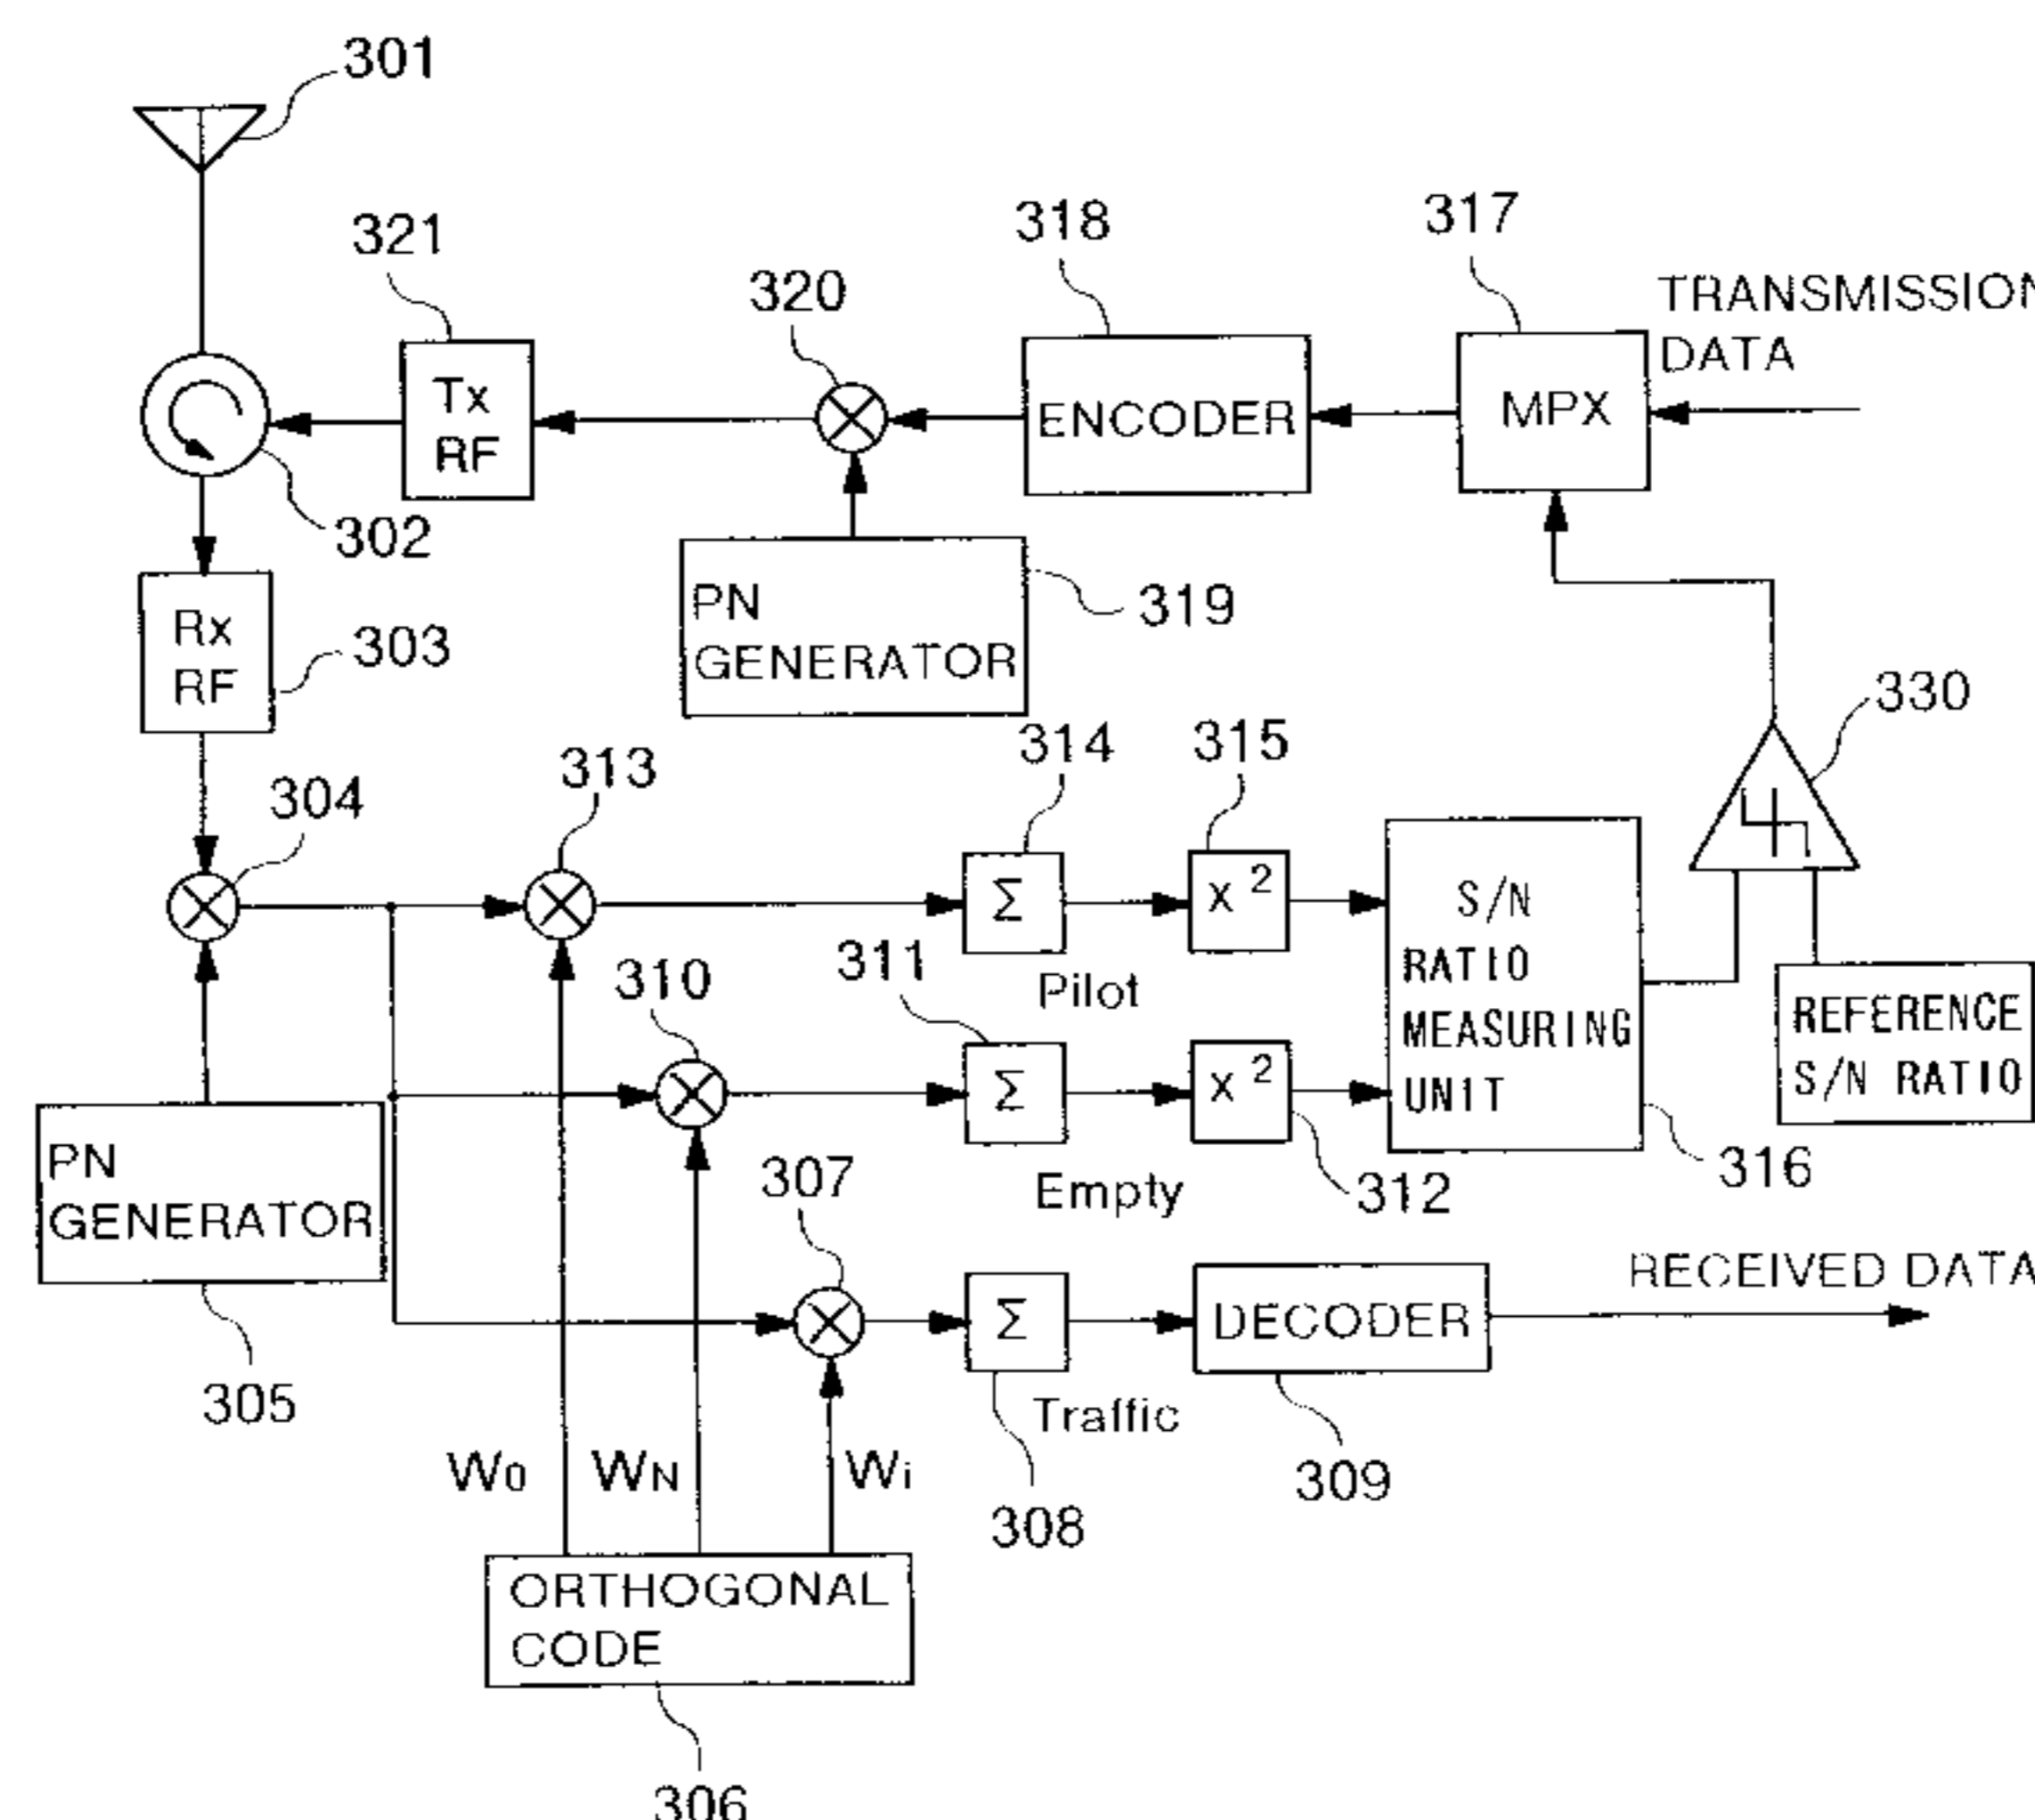 301
321
320
318
317
TRANSMISSION
DATA
Tx
RF
ENCODER
MPX
302
PN
GENERATOR
319
Rx
RF
303
330
304
313
314
315
Σ
X 2
S/N
RATIO
MEASURING
UNIT
REFERENCE
S/N RATIO
Pilot
310
311
Σ
X 2
316
312
Empty
PN
GENERATOR
305
307
Σ
DECODER
RECEIVED DATA
Traffic
308
309
W0
WN
Wi
ORTHOGONAL
CODE
306